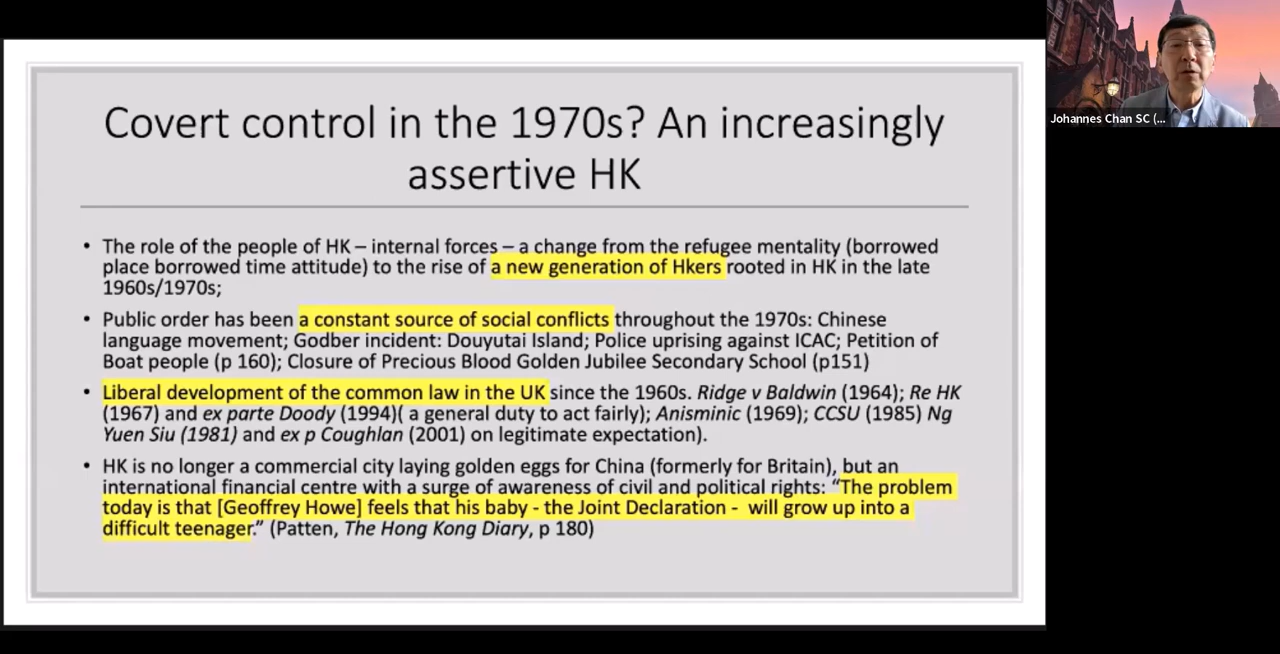 Covert control in the 1970s? An increasingly
assertive HK
• The role of the people of HK – internal forces – a change from the refugee mentality (borrowed
place borrowed time attitude) to the rise of a new generation of Hkers rooted in HK in the late
1960s/1970s;
• Public order has been a constant source of social conflicts throughout the 1970s: Chinese
language movement; Godber incident: Douyutai Island; Police uprising against ICAC; Petition of
Boat people (p 160); Closure of Precious Blood Golden Jubilee Secondary School (p151)
• Liberal development of the common law in the UK since the 1960s. Ridge v Baldwin (1964); Re HK
(1967) and ex parte Doody (1994)( a general duty to act fairly); Anisminic (1969); CCSU (1985) Ng
Yuen Siu (1981) and ex p Coughlan (2001) on legitimate expectation).
• HK is no longer a commercial city laying golden eggs for China (formerly for Britain), but an
international financial centre with a surge of awareness of civil and political rights: “The problem
today is that [Geoffrey Howe] feels that his baby - the Joint Declaration - will grow up into a
difficult teenager.” (Patten, The Hong Kong Diary, p 180)
Johannes Chan SC (...